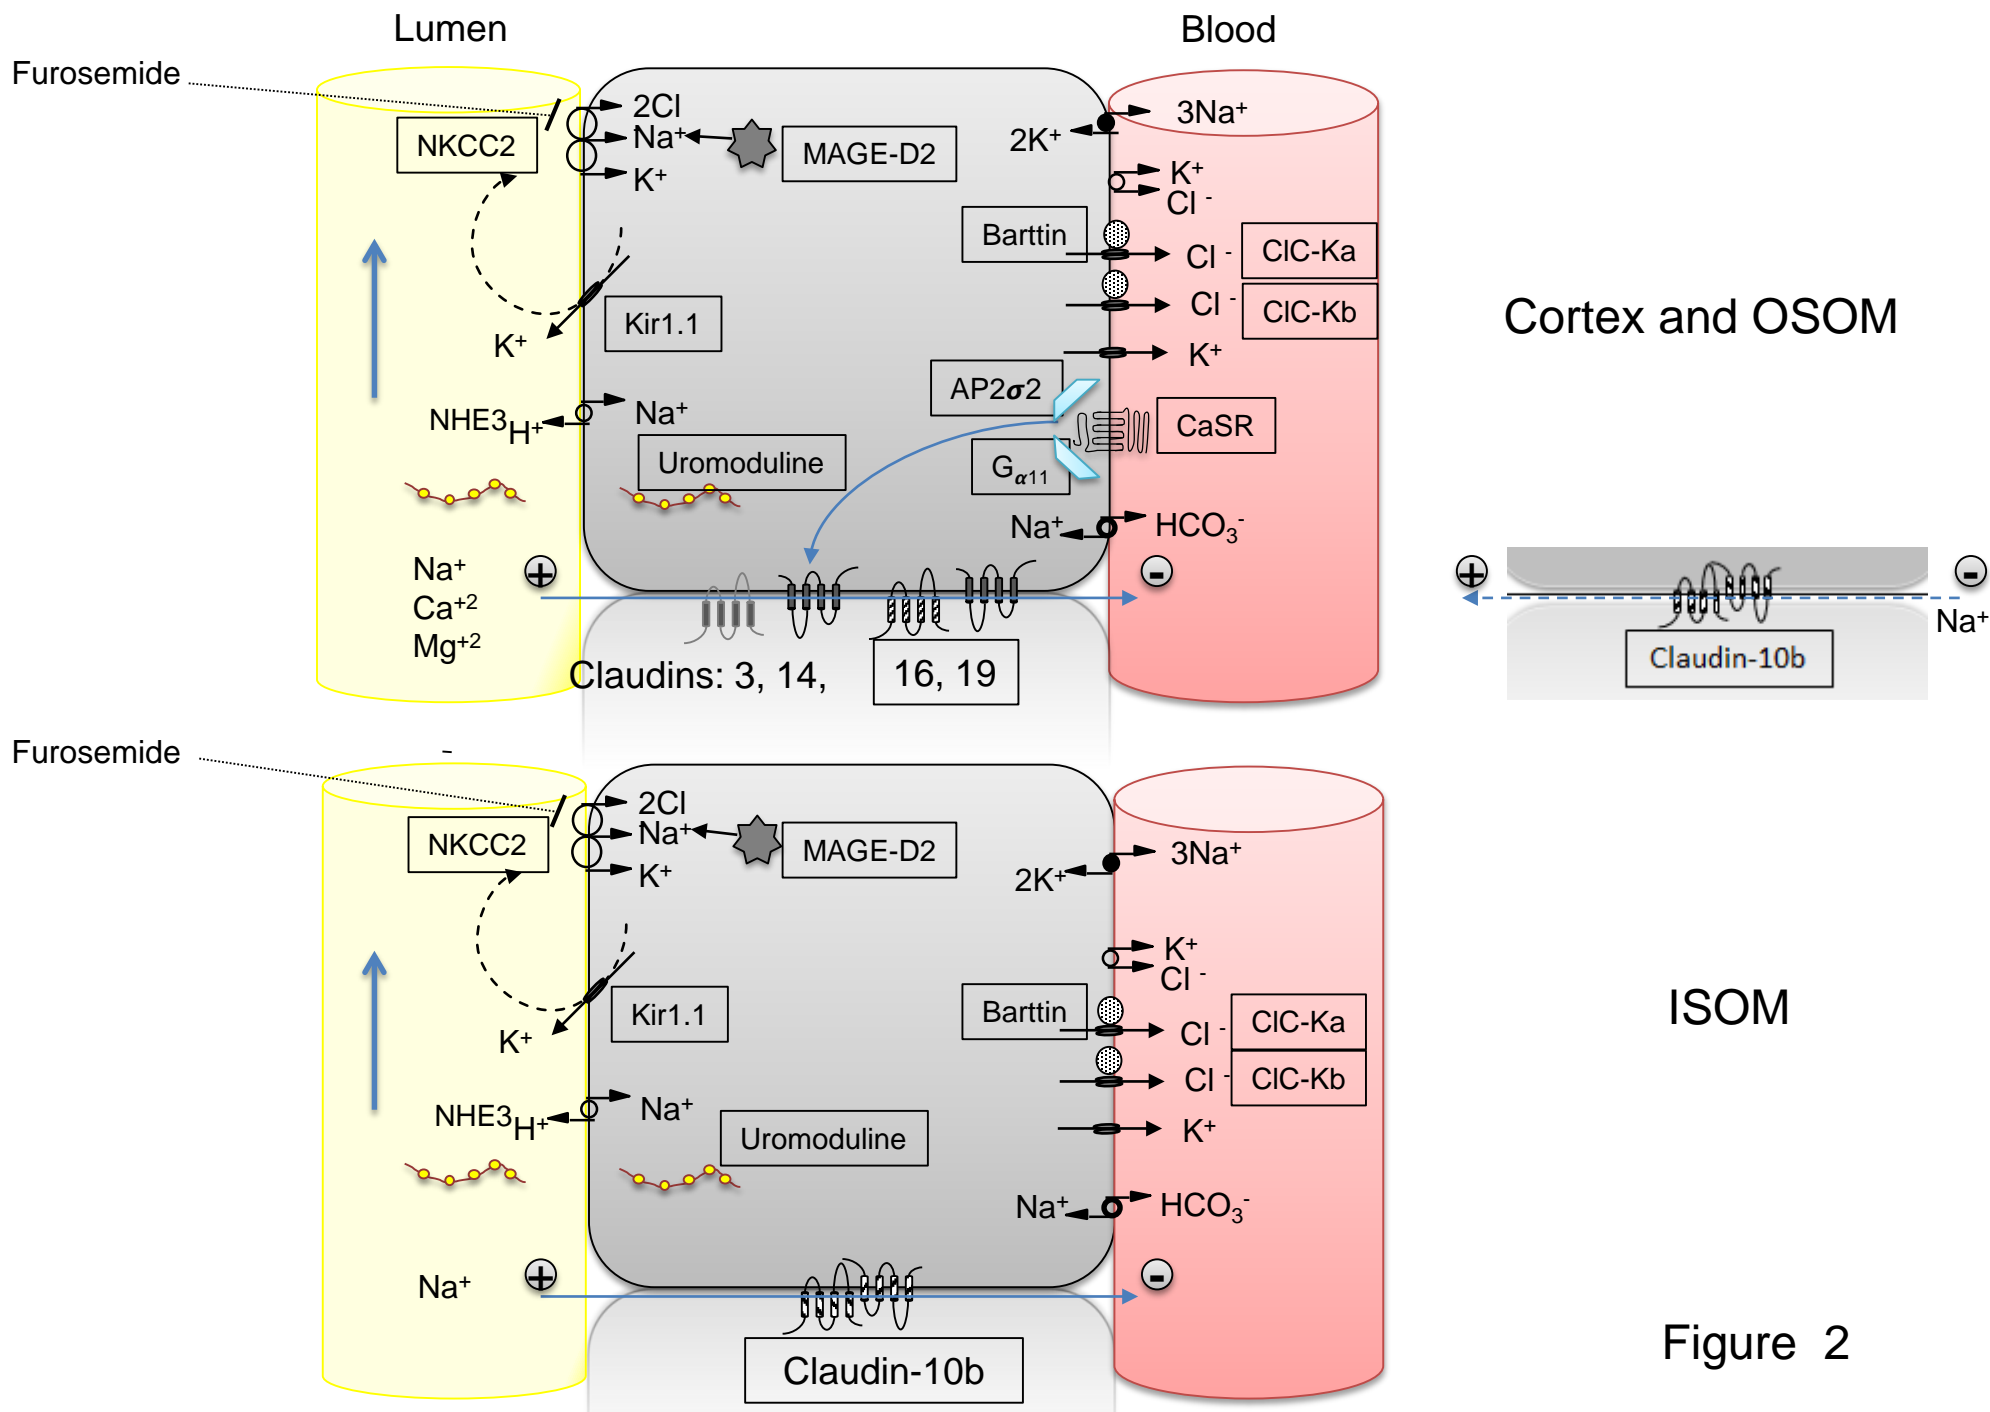 Lumen
Blood
Furosemide
2Cl
3Na⁺
NKCC2
Na⁺
MAGE-D2
2K⁺
K⁺
K⁺
Cl ⁻
Barttin
Cl ⁻
ClC-Ka
Cl ⁻
ClC-Kb
Cortex and OSOM
Kir1.1
K⁺
K⁺
AP2σ2
NHE3
H⁺
Na⁺
CaSR
Uromoduline
Gα11
Na⁺
HCO₃⁻
Na⁺
+
-
+
-
Ca⁺²
Na⁺
Mg⁺²
Claudin-10b
Claudins: 3, 14,
16, 19
Furosemide
-
2Cl
Na⁺
NKCC2
MAGE-D2
3Na⁺
K⁺
2K⁺
K⁺
Cl ⁻
Kir1.1
Barttin
Cl ⁻
ClC-Ka
ISOM
K⁺
Cl ⁻
ClC-Kb
NHE3
H⁺
Na⁺
K⁺
Uromoduline
Na⁺
HCO₃⁻
Na⁺
+
-
Claudin-10b
Figure 2